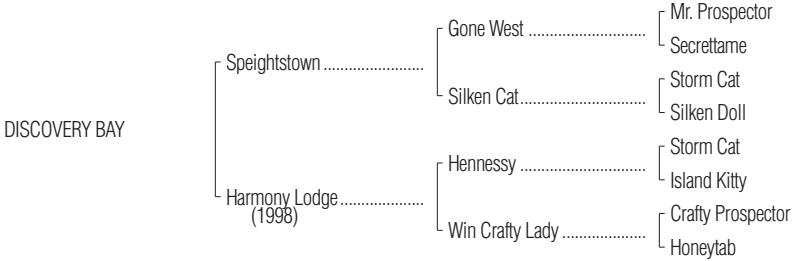 Mr. Prospector
Gone West ............................
Secrettame
Speightstown ........................
Storm Cat
Silken Cat..............................
Silken Doll
DISCOVERY BAY
Storm Cat
Hennessy ..............................
Island Kitty
Harmony Lodge ....................
(1998)
Crafty Prospector
Win Crafty Lady ....................
Honeytab